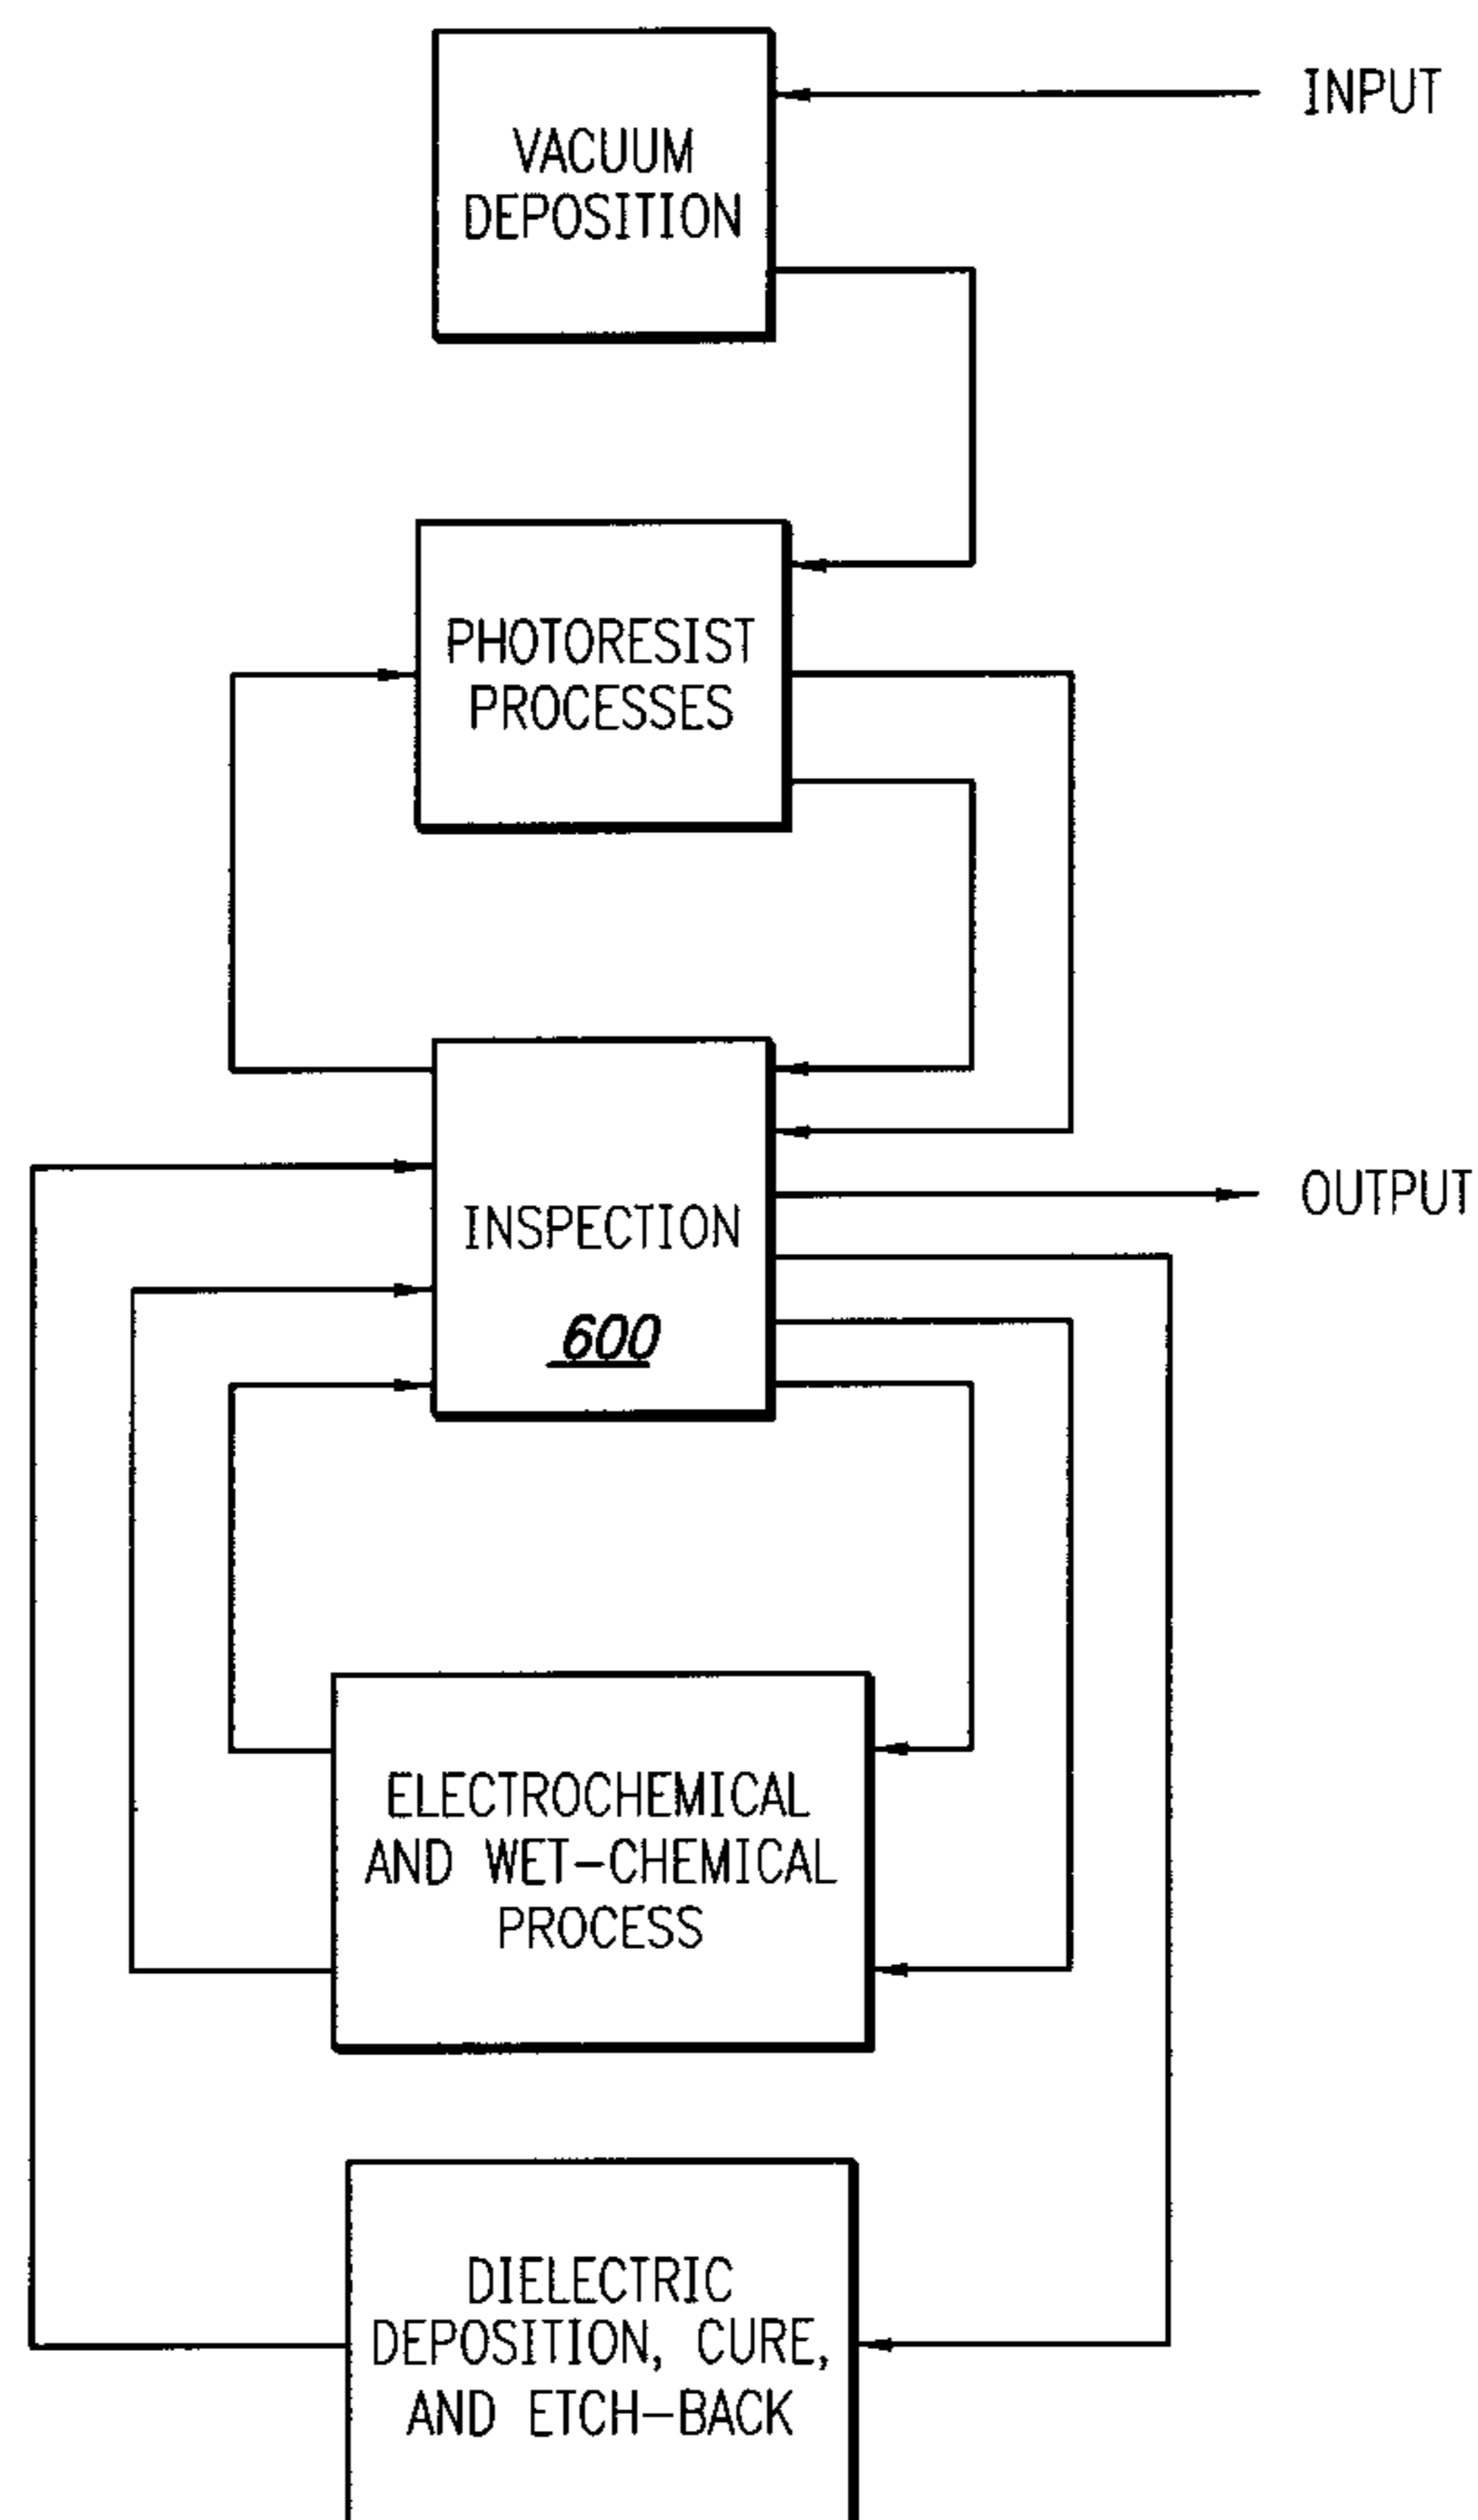 INPUT
VACUUM
DEPOSITION
PHOTORESIST
PROCESSES
OUTPUT
INSPECTION
600
ELECTROCHEMICAL
AND WET-CHEMICAL
PROCESS
DIELECTRIC
DEPOSITION, CURE,
AND ETCH-BACK